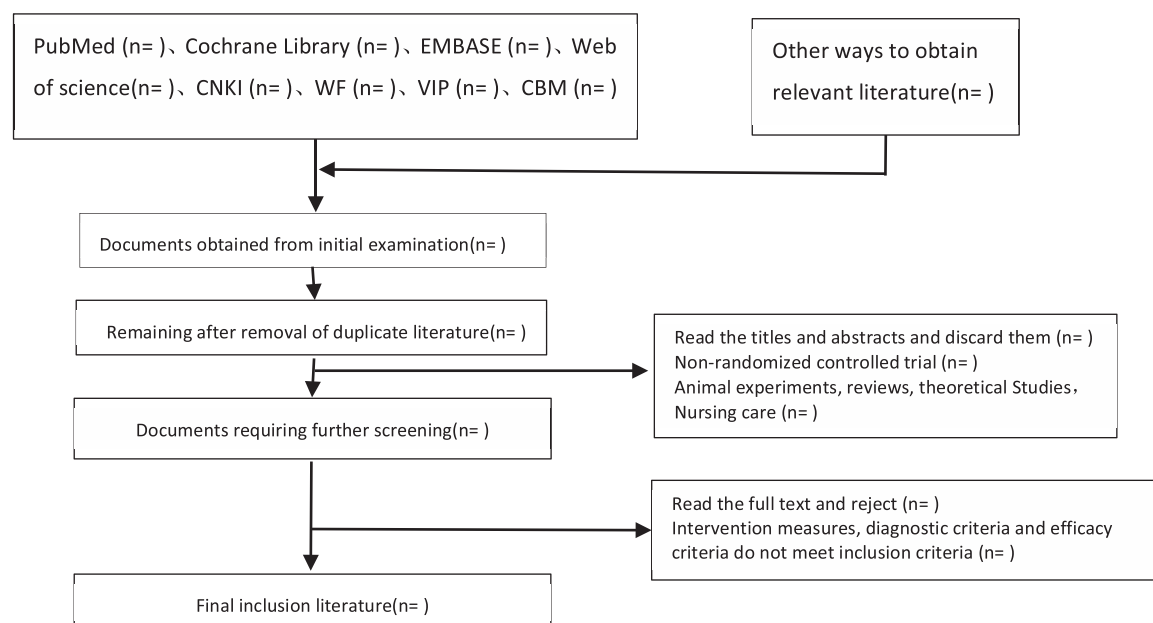 PubMed (n= )、Cochrane Library (n= )、EMBASE (n= )、Web
of science(n= )、CNKI (n= )、WF (n= )、VIP (n= )、CBM (n= )
Other ways to obtain
relevant literature(n= )
Documents obtained from initial examination(n= )
Remaining after removal of duplicate literature(n= )
Read the titles and abstracts and discard them (n= )
Non-randomized controlled trial (n= )
Animal experiments, reviews, theoretical Studies，
Nursing care (n= )
Documents requiring further screening(n= )
Read the full text and reject (n= )
Intervention measures, diagnostic criteria and efficacy
criteria do not meet inclusion criteria (n= )
Final inclusion literature(n= )